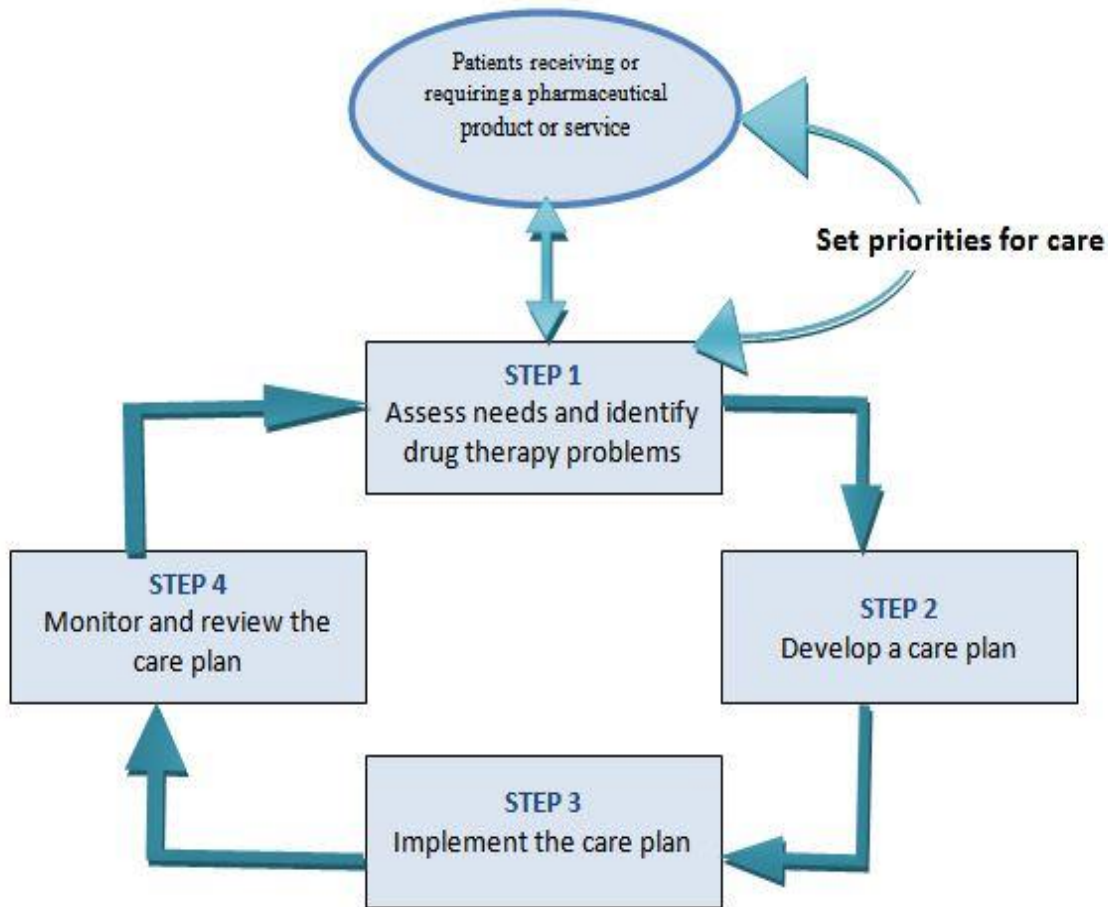 Patients receiving or
requiring a pharmaceutical
product or service
Set priorities for care
STEP 1
Assess needs and identify
drug therapy problems
STEP 4
Monitor and review the
care plan
STEP 2
Develop a care plan
STEP 3
Implement the care plan